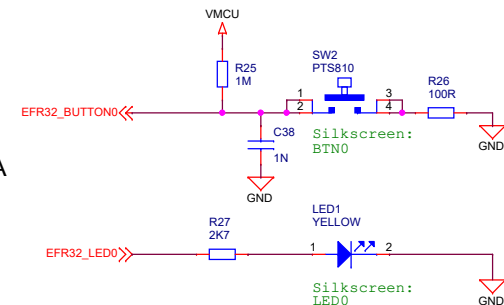 VMCU
R25
1M
SW2
PTS810
1
2
3
4
R26
100R
EFR32_BUTTON0
C38
1N
Silkscreen:
BTN0
GND
GND
A
R27
2K7
LED1
YELLOW
EFR32_LED0
1
2
Silkscreen:
LED0
GND